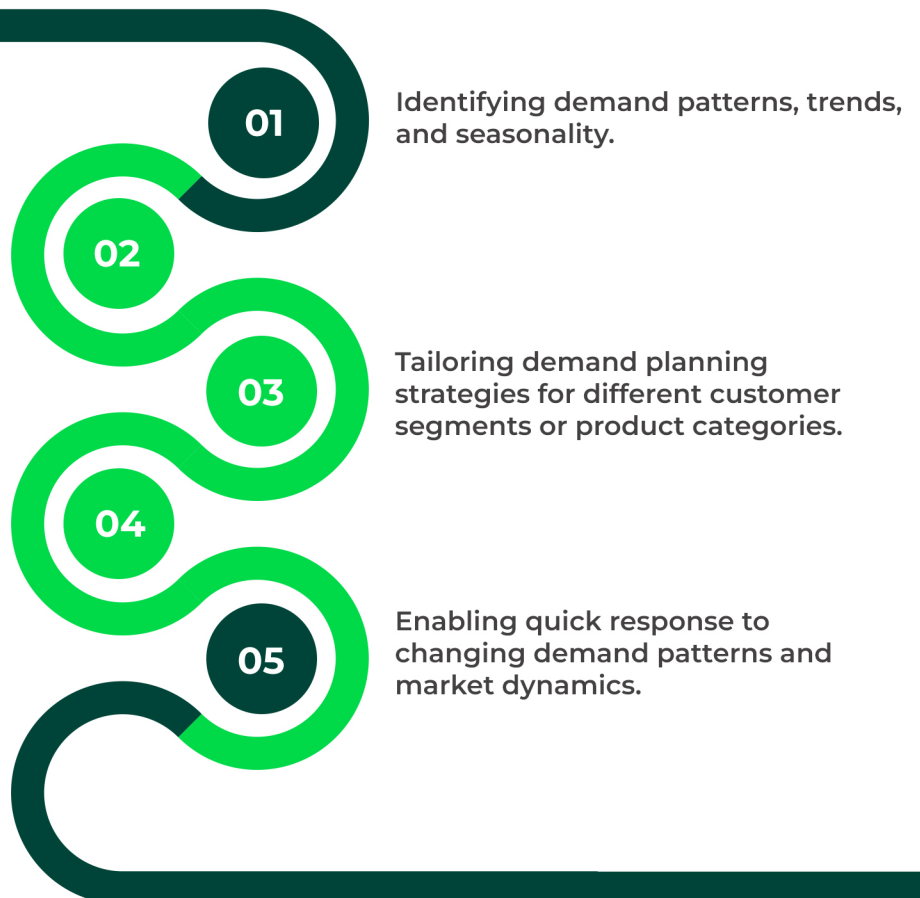 01
Identifying demand patterns, trends,
and seasonality.
02
03
Tailoring demand planning
strategies for different customer
segments or product categories.
04
05
Enabling quick response to
changing demand patterns and
market dynamics.